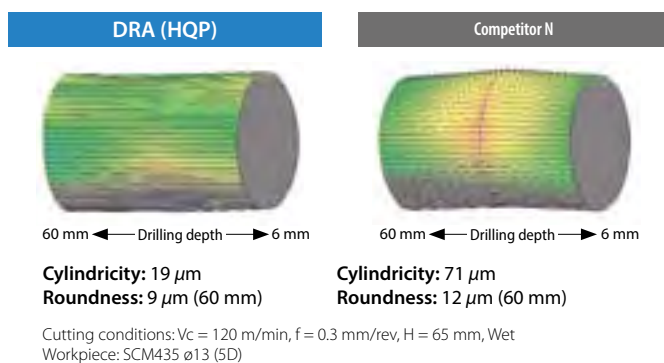 DRA (HQP)
Competitor N
60 mm Drilling depth 6 mm
60 mm Drilling depth 6 mm
Cylindricity: 19 μm
Roundness: 9 μm (60 mm)
Cylindricity: 71 μm
Roundness: 12 μm (60 mm)
Cutting conditions: Vc = 120 m/min, f = 0.3 mm/rev, H = 65 mm, Wet
Workpiece: SCM435 ø13 (5D)